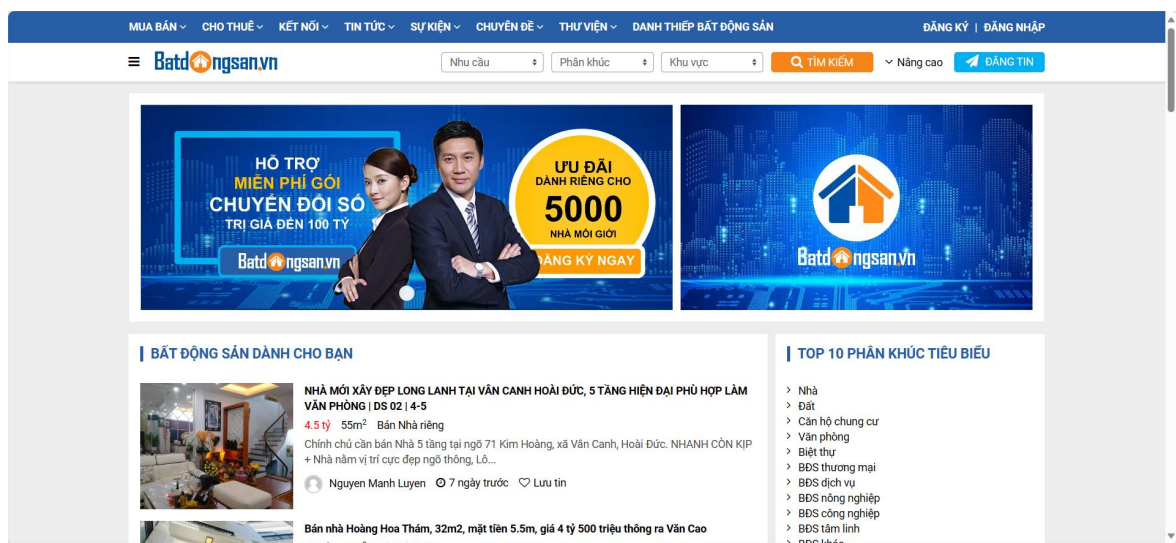 MUA BÁN CHO THUÊ KẾT NỐI TIN TỨC SỰ KIỆN CHUYÊN ĐỀ THƯ VIỆN DANH THIẾP BẤT ĐỘNG SẢN ĐĂNG KÝ | ĐĂNG NHẬP
Batdongsan.vn Nhu cầu Phân khúc Khu vực TÌM KIẾM Nâng cao ĐĂNG TIN
HỖ TRỢ
MIỄN PHÍ GÓI
CHUYỂN ĐỔI SỐ
TRỊ GIÁ ĐẾN 100 TỶ
Batdongsan.vn
ƯU ĐÃI
DÀNH RIÊNG CHO
5000
NHÀ MÔI GIỚI
ĐĂNG KÝ NGAY
Batdongsan.vn
BẤT ĐỘNG SẢN DÀNH CHO BẠN
NHÀ MỚI XÂY ĐẸP LONG LANH TẠI VÂN CANH HOÀI ĐỨC, 5 TẦNG HIỆN ĐẠI PHÙ HỢP LÀM
VĂN PHÒNG | DS 02 | 4-5
4.5 tỷ 55m² Bán Nhà riêng
Chính chủ cần bán Nhà 5 tầng tại ngõ 71 Kim Hoàng, xã Vân Canh, Hoài Đức. NHANH CÒN KỊP
+ Nhà nằm vị trí cực đẹp ngõ thông, Lô...
Nguyen Manh Luyen 7 ngày trước Lưu tin
Bán nhà Hoàng Hoa Thám, 32m2, mặt tiền 5.5m, giá 4 tỷ 500 triệu thông ra Văn Cao
TOP 10 PHÂN KHÚC TIÊU BIỂU
Nhà
Đất
Căn hộ chung cư
Văn phòng
Biệt thự
BĐS thương mại
BĐS dịch vụ
BĐS nông nghiệp
BĐS công nghiệp
BĐS tâm linh
BĐS khác